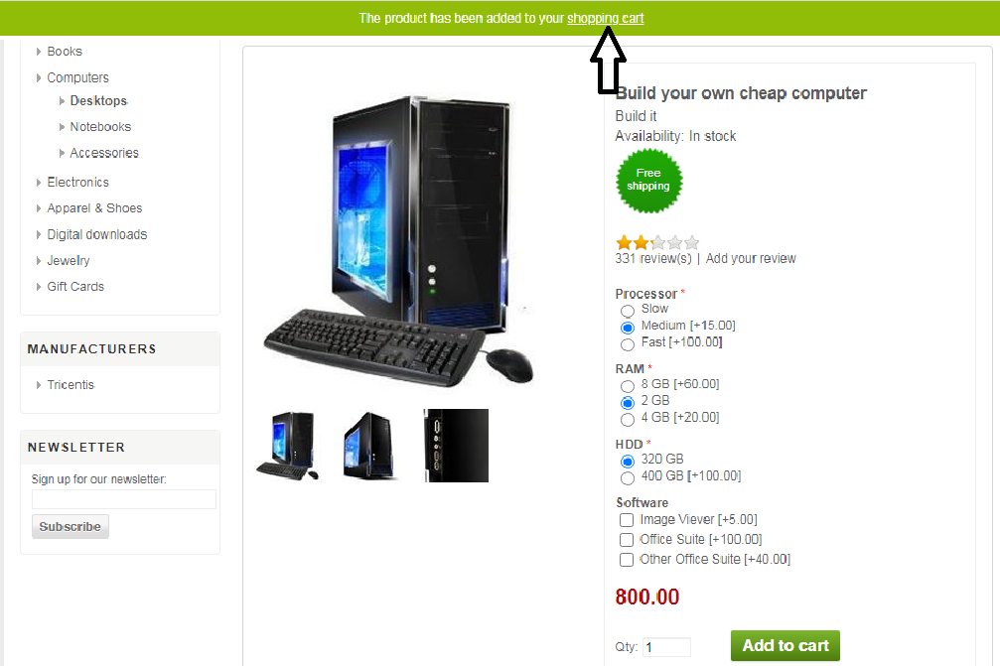 The product has been added to your shopping cart
Books
Computers
Desktops
Notebooks
Accessories
Electronics
Apparel & Shoes
Digital downloads
Jewelry
Gift Cards
MANUFACTURERS
Tricentis
NEWSLETTER
Sign up for our newsletter:
Subscribe
Build your own cheap computer
Build it
Availability: In stock
Free
shipping
331 review(s) | Add your review
Processor *
Slow
Medium [+15.00]
Fast [+100.00]
RAM *
8 GB [+60.00]
2 GB
4 GB [+20.00]
HDD *
320 GB
400 GB [+100.00]
Software
Image Viever [+5.00]
Office Suite [+100.00]
Other Office Suite [+40.00]
800.00
Qty: 1 Add to cart